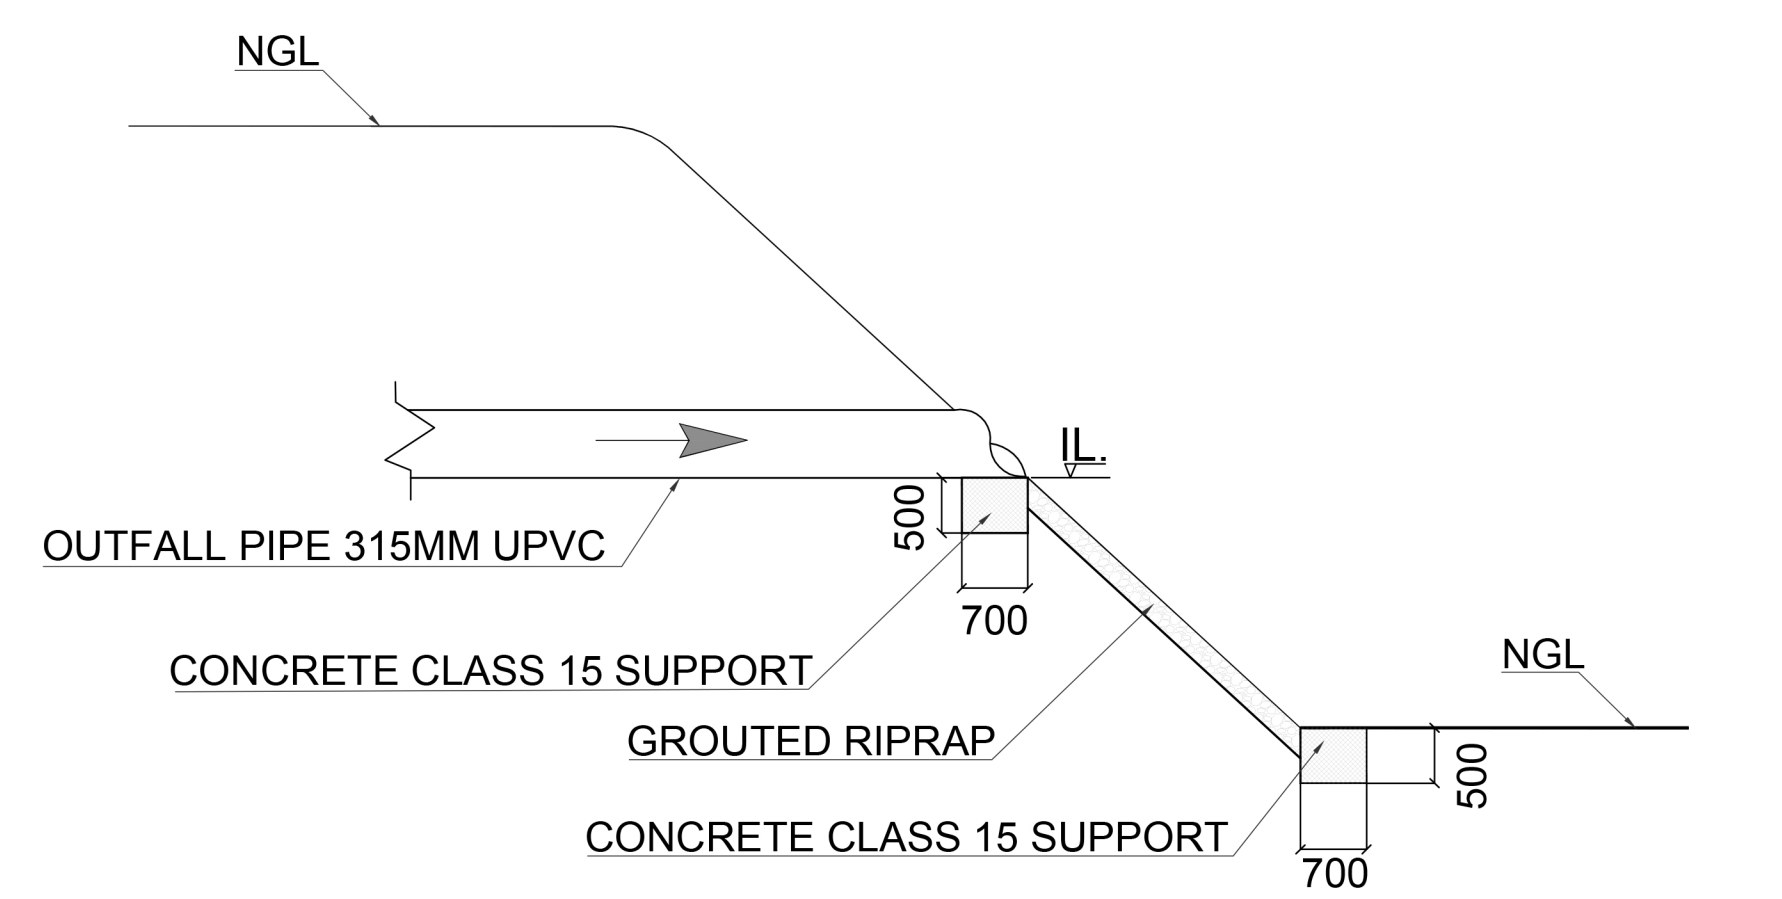 NGL
IL.
500
OUTFALL PIPE 315MM UPVC
700
CONCRETE CLASS 15 SUPPORT
NGL
GROUTED RIPRAP
500
CONCRETE CLASS 15 SUPPORT
700